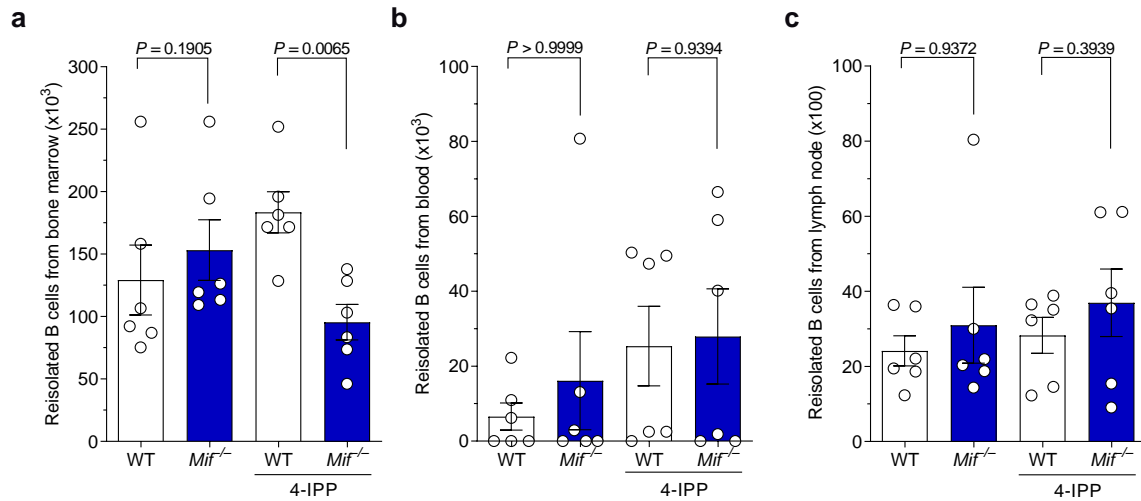 a
P = 0.1905
P = 0.0065
Reisolated B cells from bone marrow (x10³)
300
250
200
150
100
50
0
WT
Mif⁻/⁻
WT
Mif⁻/⁻
4-IPP
b
P > 0.9999
P = 0.9394
Reisolated B cells from blood (x10³)
100
80
60
40
20
0
WT
Mif⁻/⁻
WT
Mif⁻/⁻
4-IPP
c
P = 0.9372
P = 0.3939
Reisolated B cells from lymph node (x100)
100
80
60
40
20
0
WT
Mif⁻/⁻
WT
Mif⁻/⁻
4-IPP